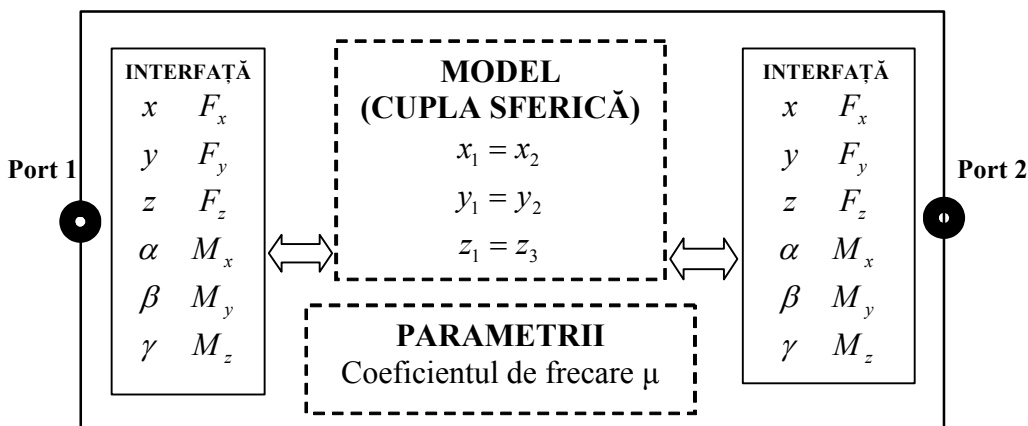 Port 1
INTERFAȚĂ
x F_x
y F_y
z F_z
α M_x
β M_y
γ M_z
MODEL
(CUPLA SFERICĂ)
x_1 = x_2
y_1 = y_2
z_1 = z_3
PARAMETRII
Coeficientul de frecare μ
INTERFAȚĂ
x F_x
y F_y
z F_z
α M_x
β M_y
γ M_z
Port 2